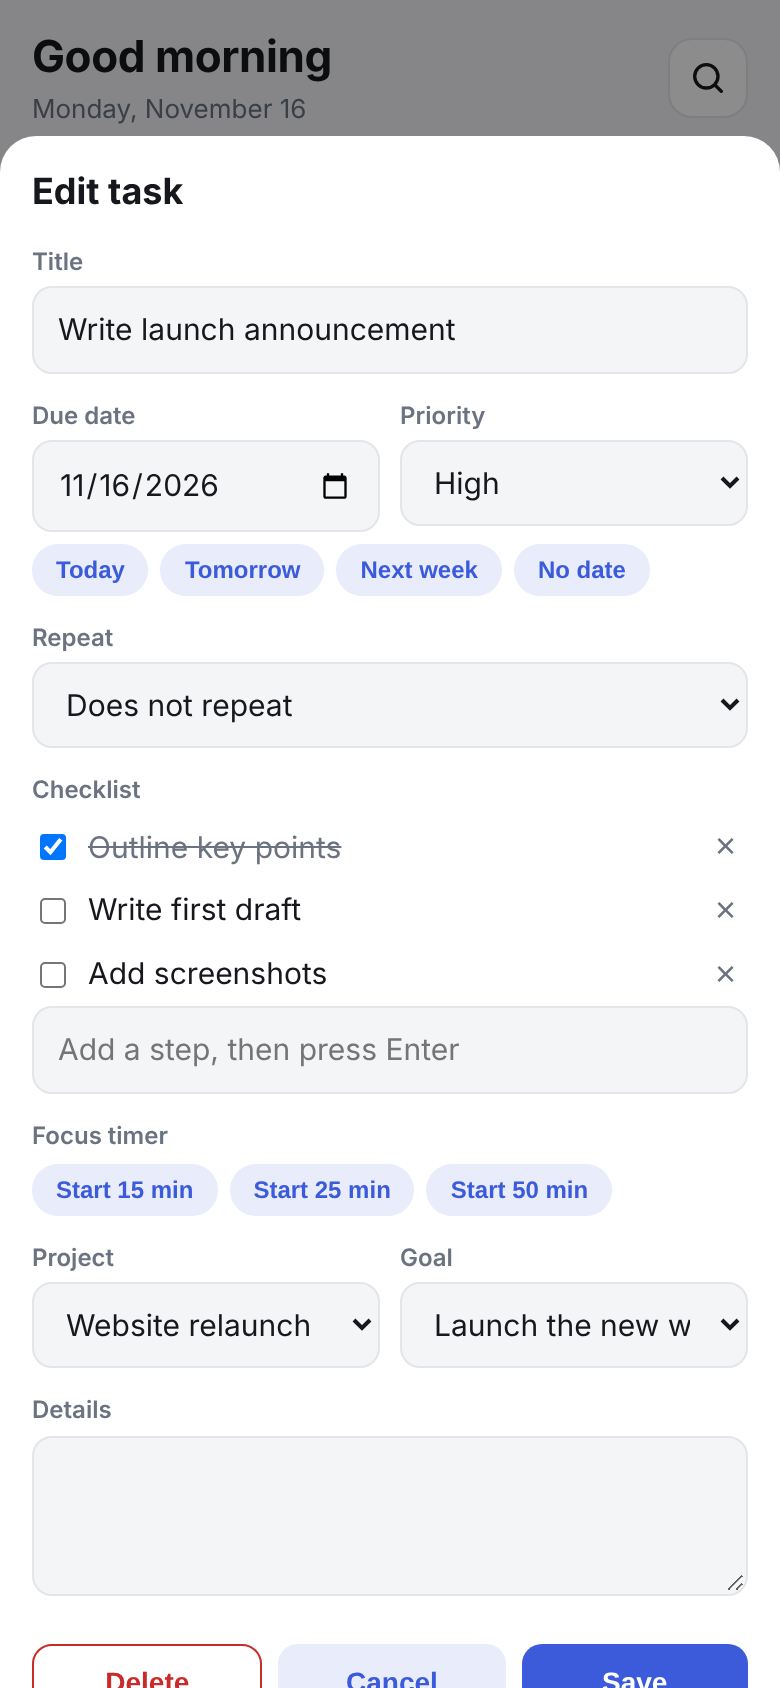 Good morning
Monday, November 16
Edit task
Title
Write launch announcement
Due date Priority
11/16/2026 High
Today Tomorrow Next week No date
Repeat
Does not repeat
Checklist
Outline key points
Write first draft
Add screenshots
Add a step, then press Enter
Focus timer
Start 15 min Start 25 min Start 50 min
Project Goal
Website relaunch Launch the new w
Details
Delete Cancel Save